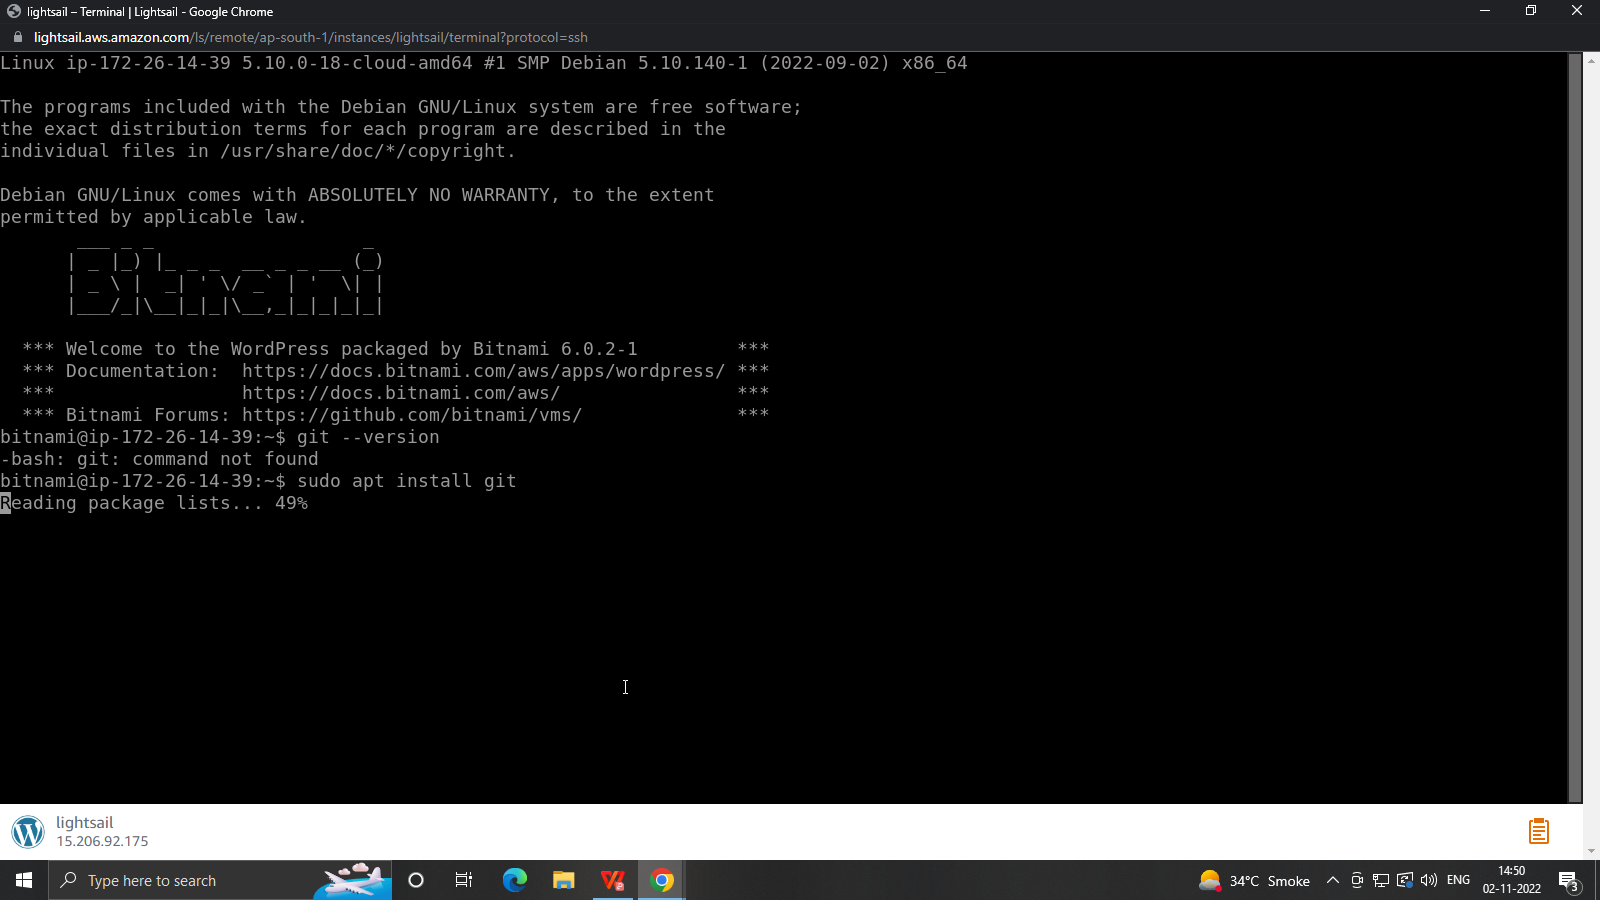 lightsail – Terminal | Lightsail - Google Chrome
lightsail.aws.amazon.com/ls/remote/ap-south-1/instances/lightsail/terminal?protocol=ssh
Linux ip-172-26-14-39 5.10.0-18-cloud-amd64 #1 SMP Debian 5.10.140-1 (2022-09-02) x86_64
The programs included with the Debian GNU/Linux system are free software;
the exact distribution terms for each program are described in the
individual files in /usr/share/doc/*/copyright.
Debian GNU/Linux comes with ABSOLUTELY NO WARRANTY, to the extent
permitted by applicable law.
Bitnami
*** Welcome to the WordPress packaged by Bitnami 6.0.2-1 ***
*** Documentation: https://docs.bitnami.com/aws/apps/wordpress/ ***
*** https://docs.bitnami.com/aws/ ***
*** Bitnami Forums: https://github.com/bitnami/vms/ ***
bitnami@ip-172-26-14-39:~$ git --version
-bash: git: command not found
bitnami@ip-172-26-14-39:~$ sudo apt install git
Reading package lists... 49%
lightsail
15.206.92.175
Type here to search
34°C Smoke
ENG
14:50
02-11-2022
3